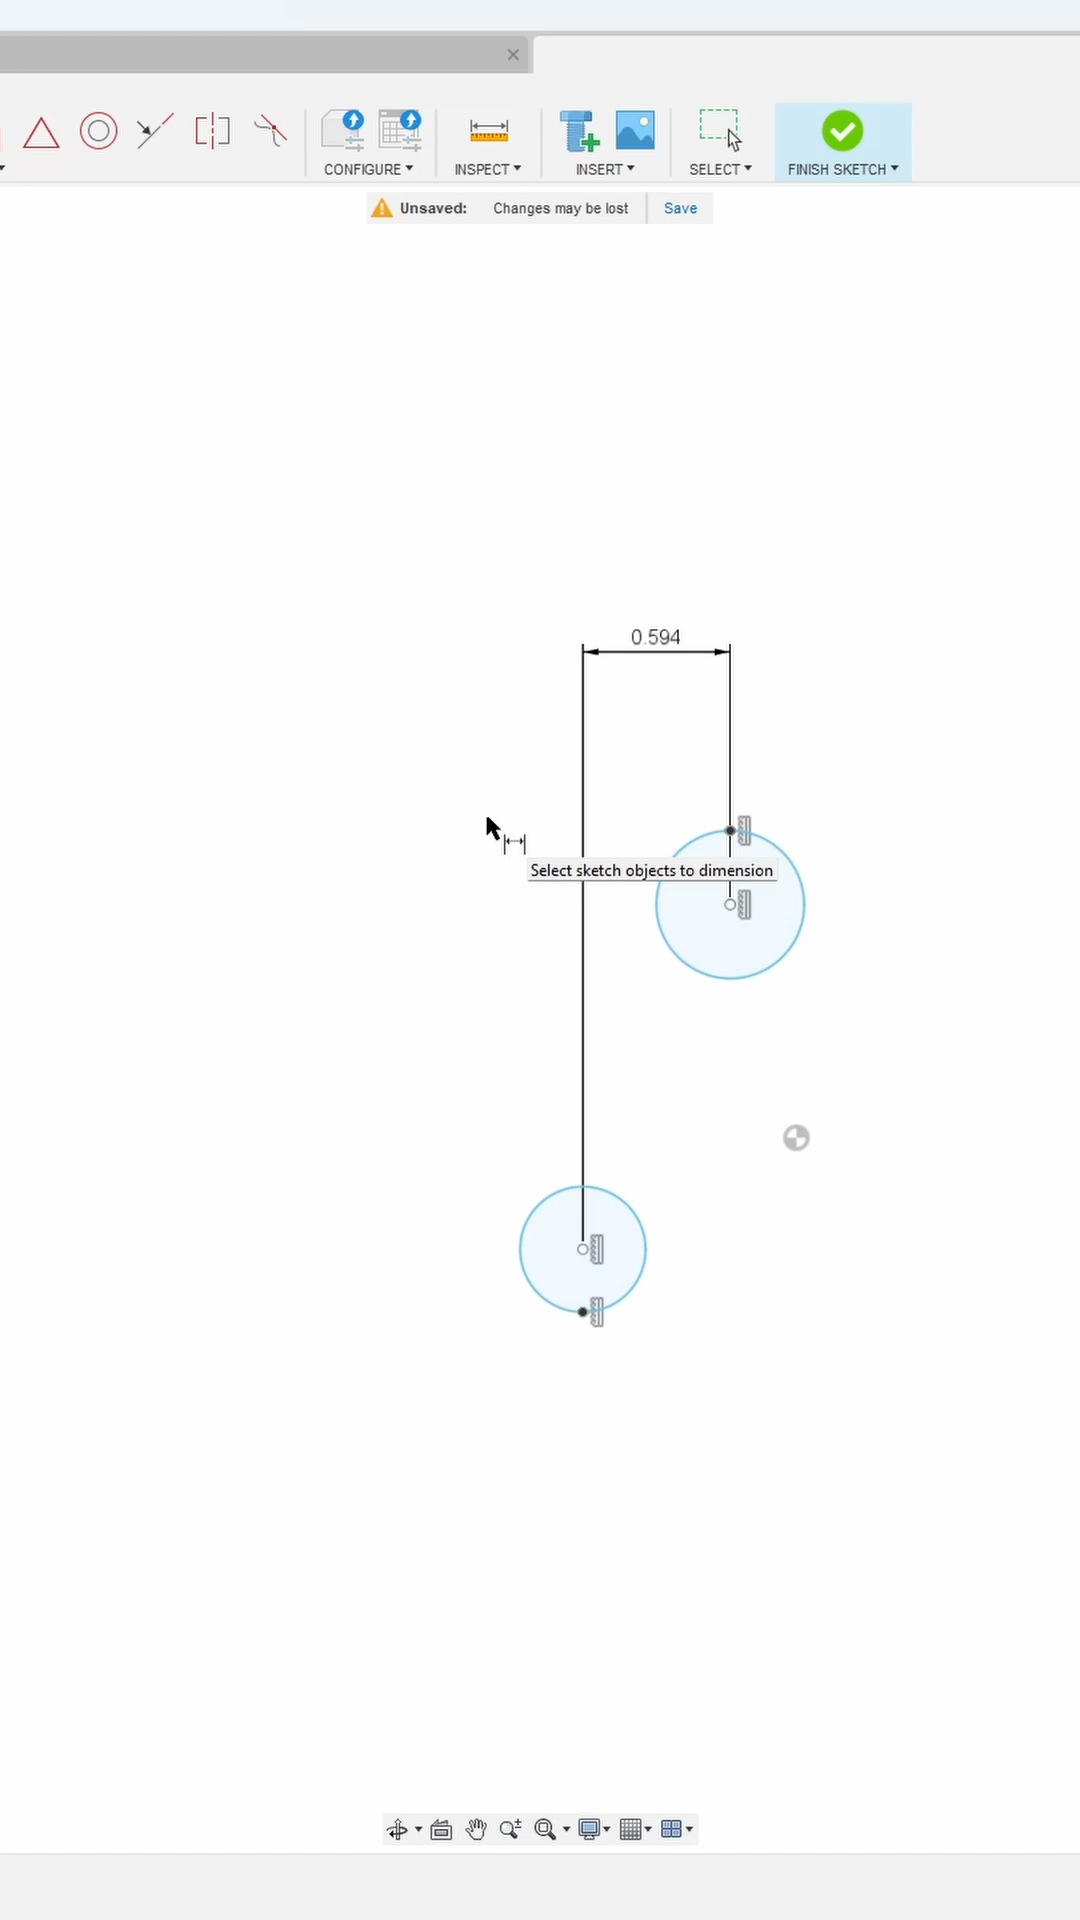 CONFIGURE
INSPECT
INSERT
SELECT
FINISH SKETCH
Unsaved: Changes may be lost Save
0.594
Select sketch objects to dimension